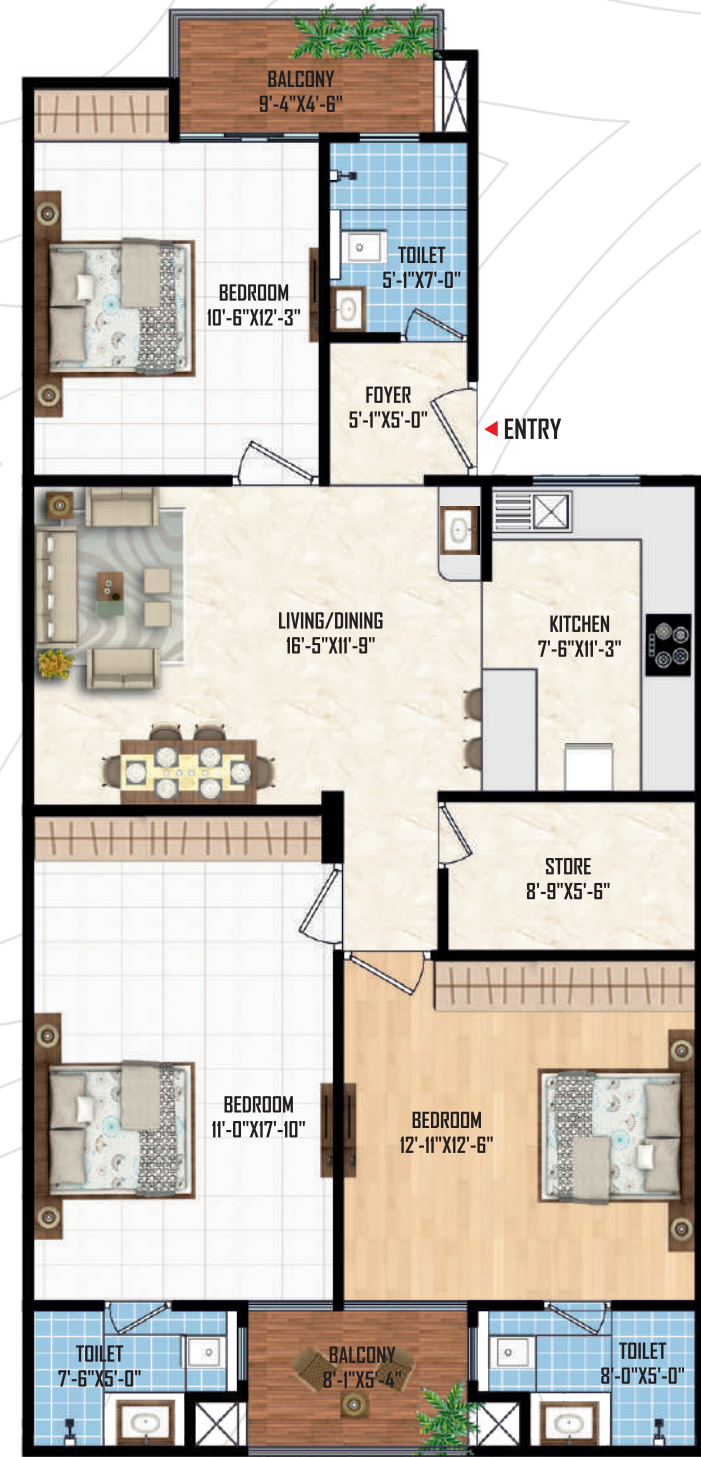 BALCONY
9'-4"X4'-6"
TOILET
5'-1"X7'-0"
BEDROOM
10'-6"X12'-3"
FOYER
5'-1"X5'-0"
ENTRY
LIVING/DINING
16'-5"X11'-9"
KITCHEN
7'-6"X11'-3"
STORE
8'-9"X5'-6"
BEDROOM
11'-0"X17'-10"
BEDROOM
12'-11"X12'-6"
TOILET
7'-6"X5'-0"
BALCONY
8'-1"X5'-4"
TOILET
8'-0"X5'-0"